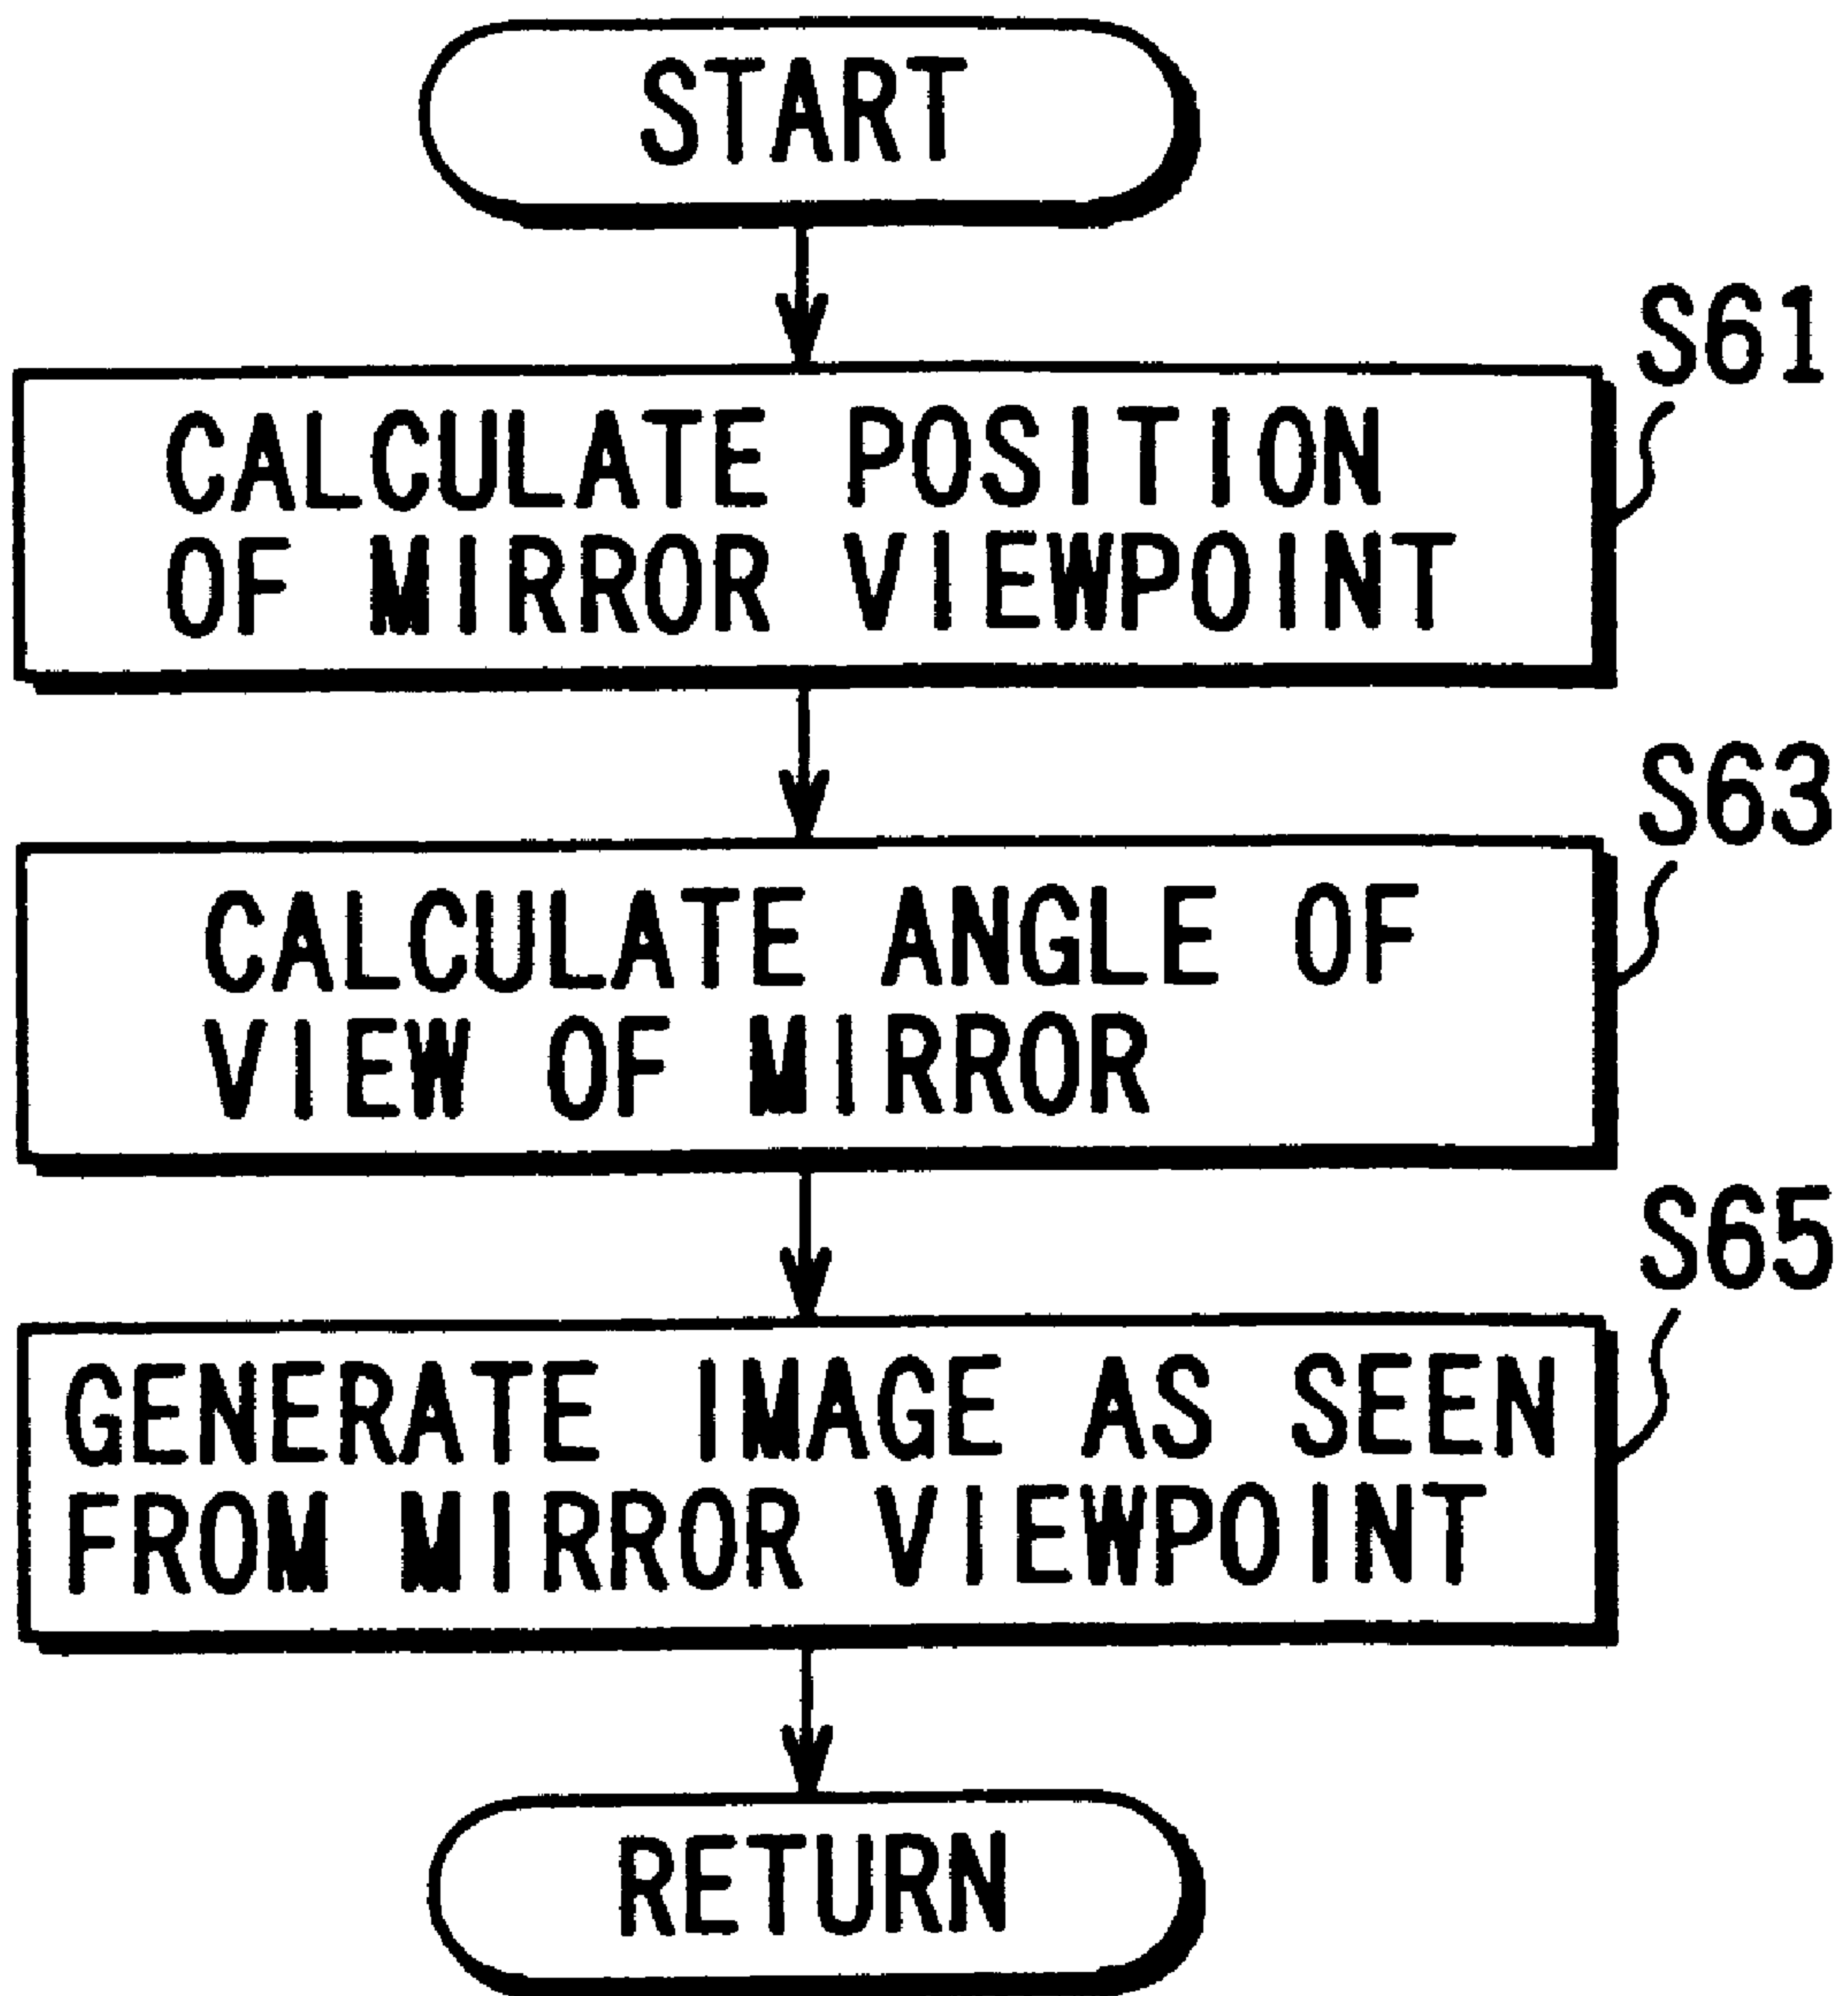 START
S61
CALCULATE POSITION
OF MIRROR VIEWPOINT
S63
CALCULATE ANGLE OF
VIEW OF MIRROR
S65
GENERATE IMAGE AS SEEN
FROM MIRROR VIEWPOINT
RETURN